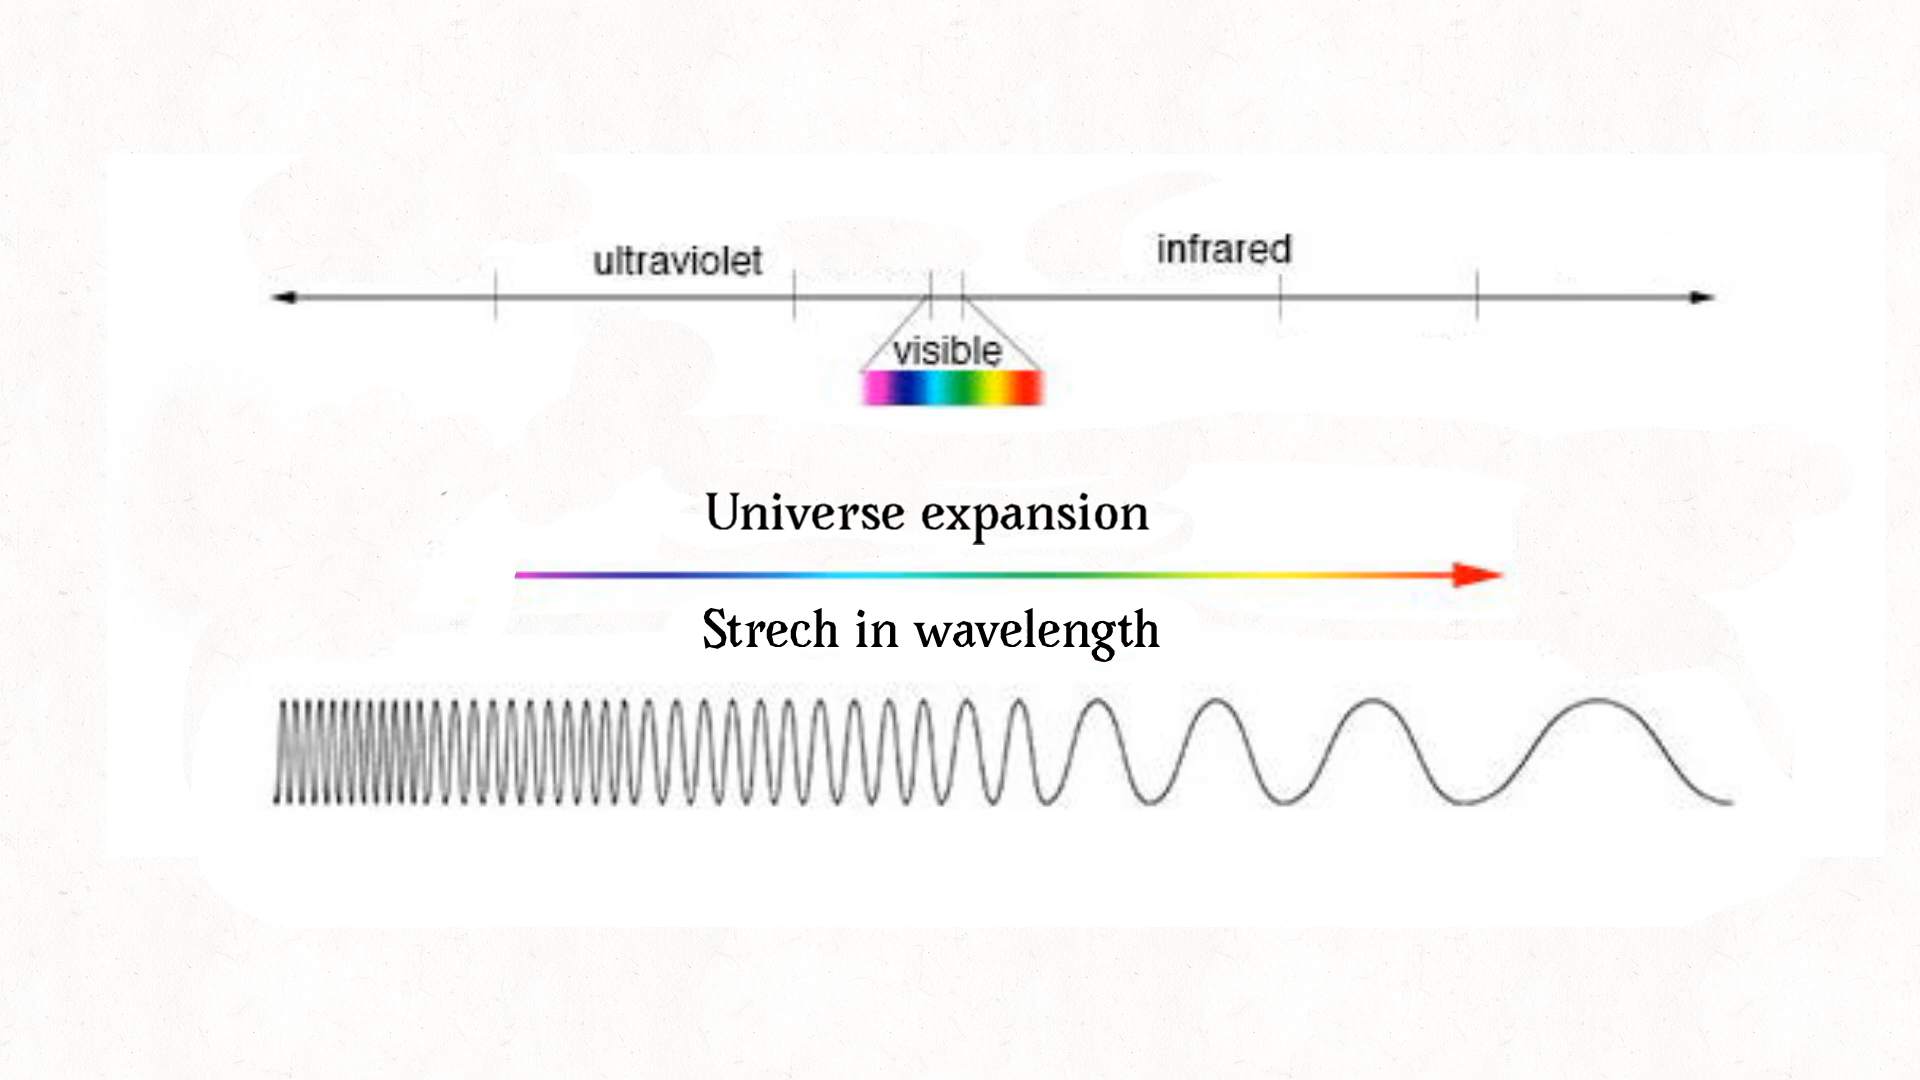 ultraviolet
infrared
visible
Universe expansion
Strech in wavelength